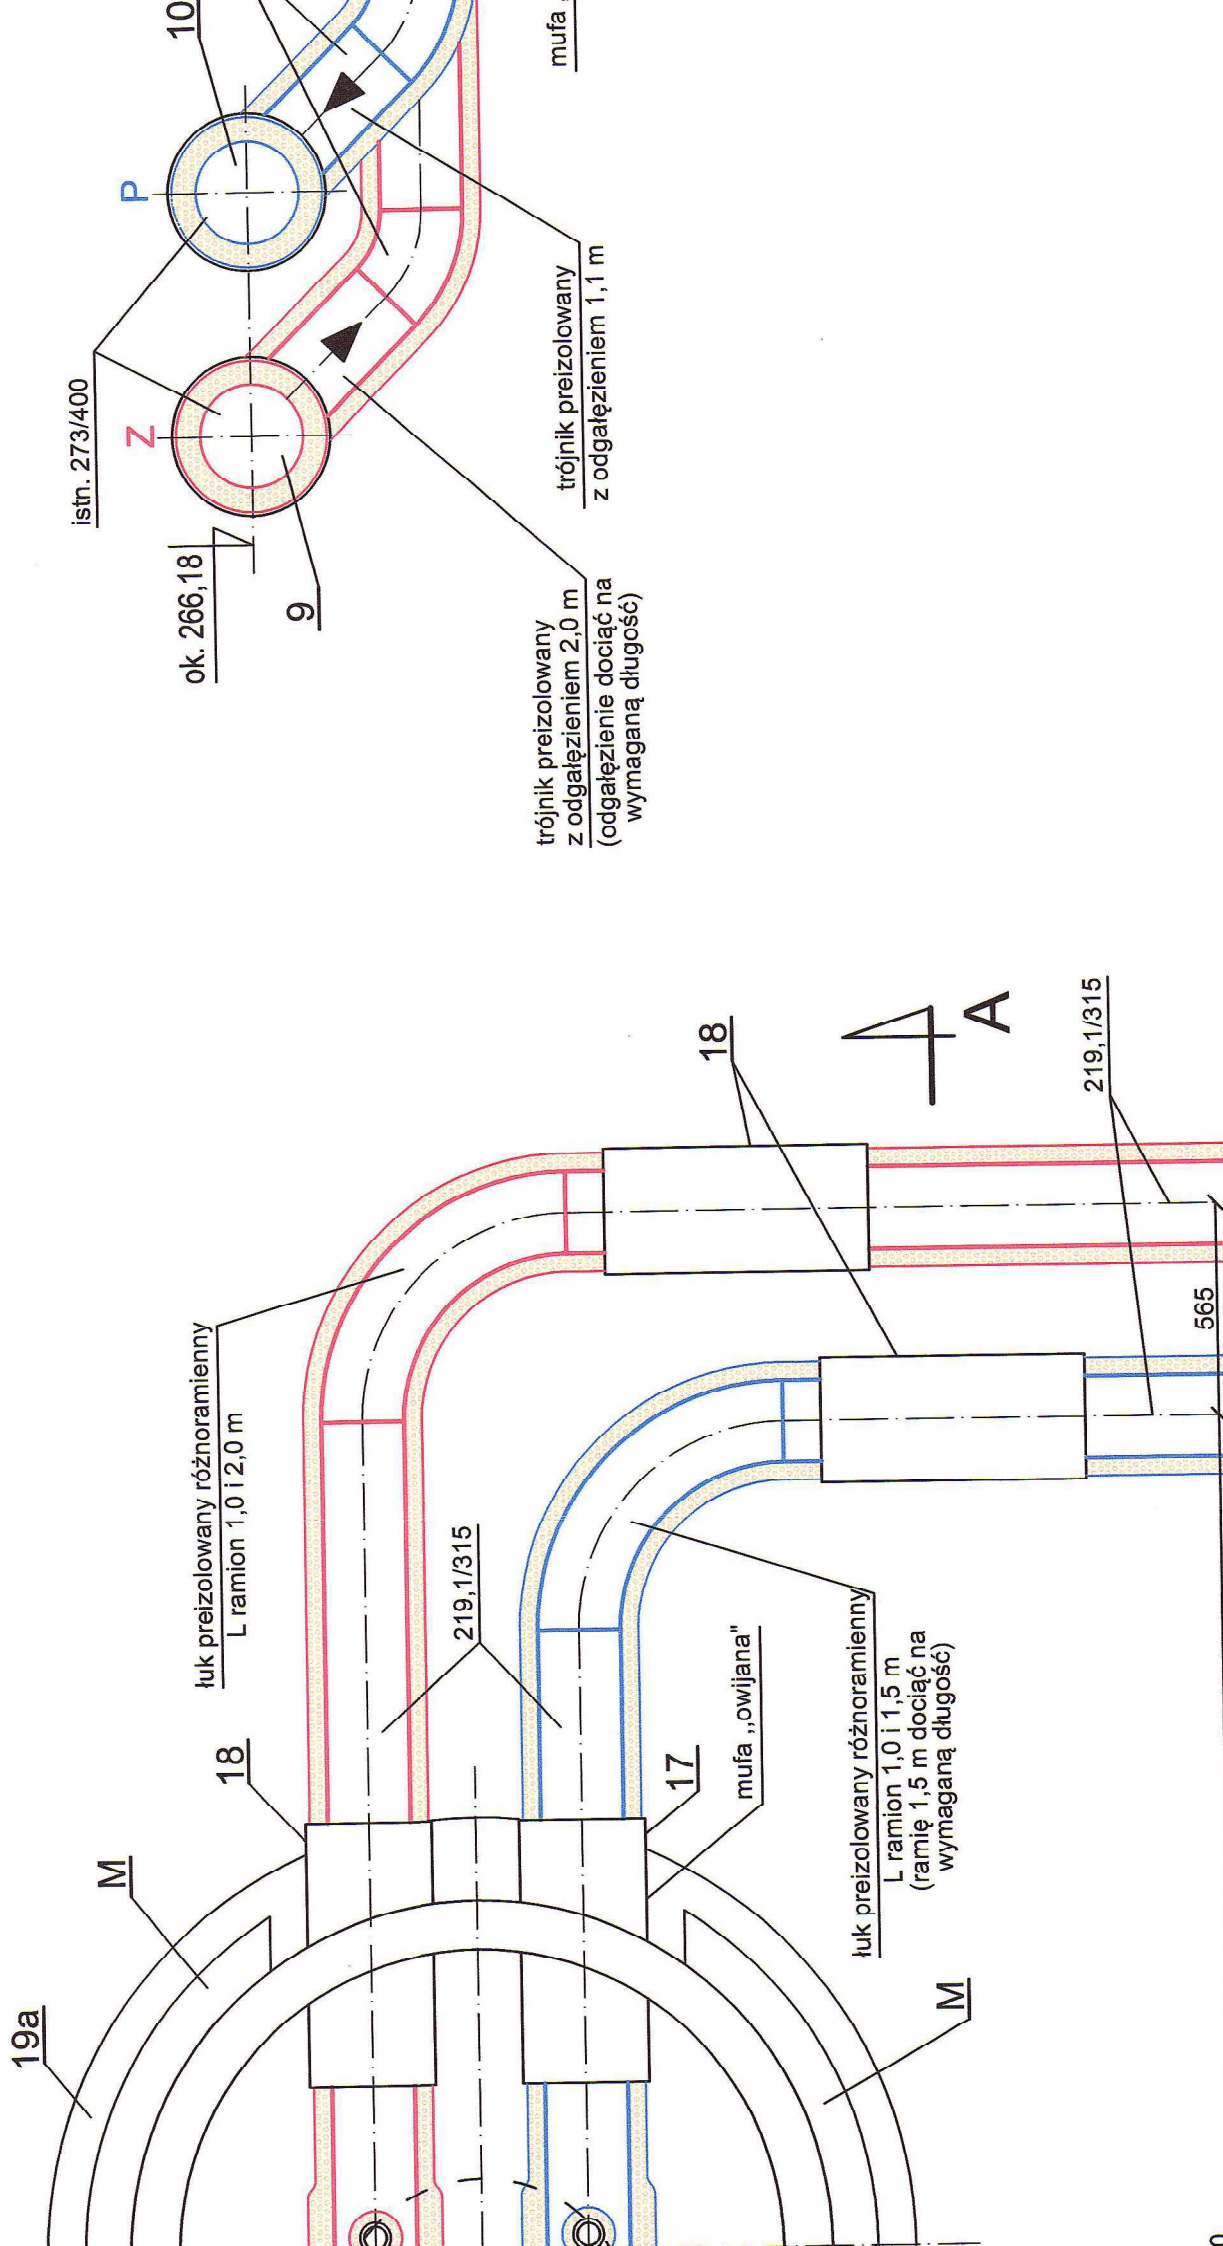 10
mufa „
P
istn. 273/400
Z
ok. 266,18
9
trójnik preizolowany
z odgałęzieniem 1,1 m
trójnik preizolowany
z odgałęzieniem 2,0 m
(odgałęzienie dociąć na
wymaganą długość)
18
A
219,1/315
565
łuk preizolowany różnoramienny
L ramion 1,0 i 2,0 m
219,1/315
18
17
mufa ,,owijana"
łuk preizolowany różnoramienny
L ramion 1,0 i 1,5 m
(ramię 1,5 m dociąć na
wymaganą długość)
M
19a
M